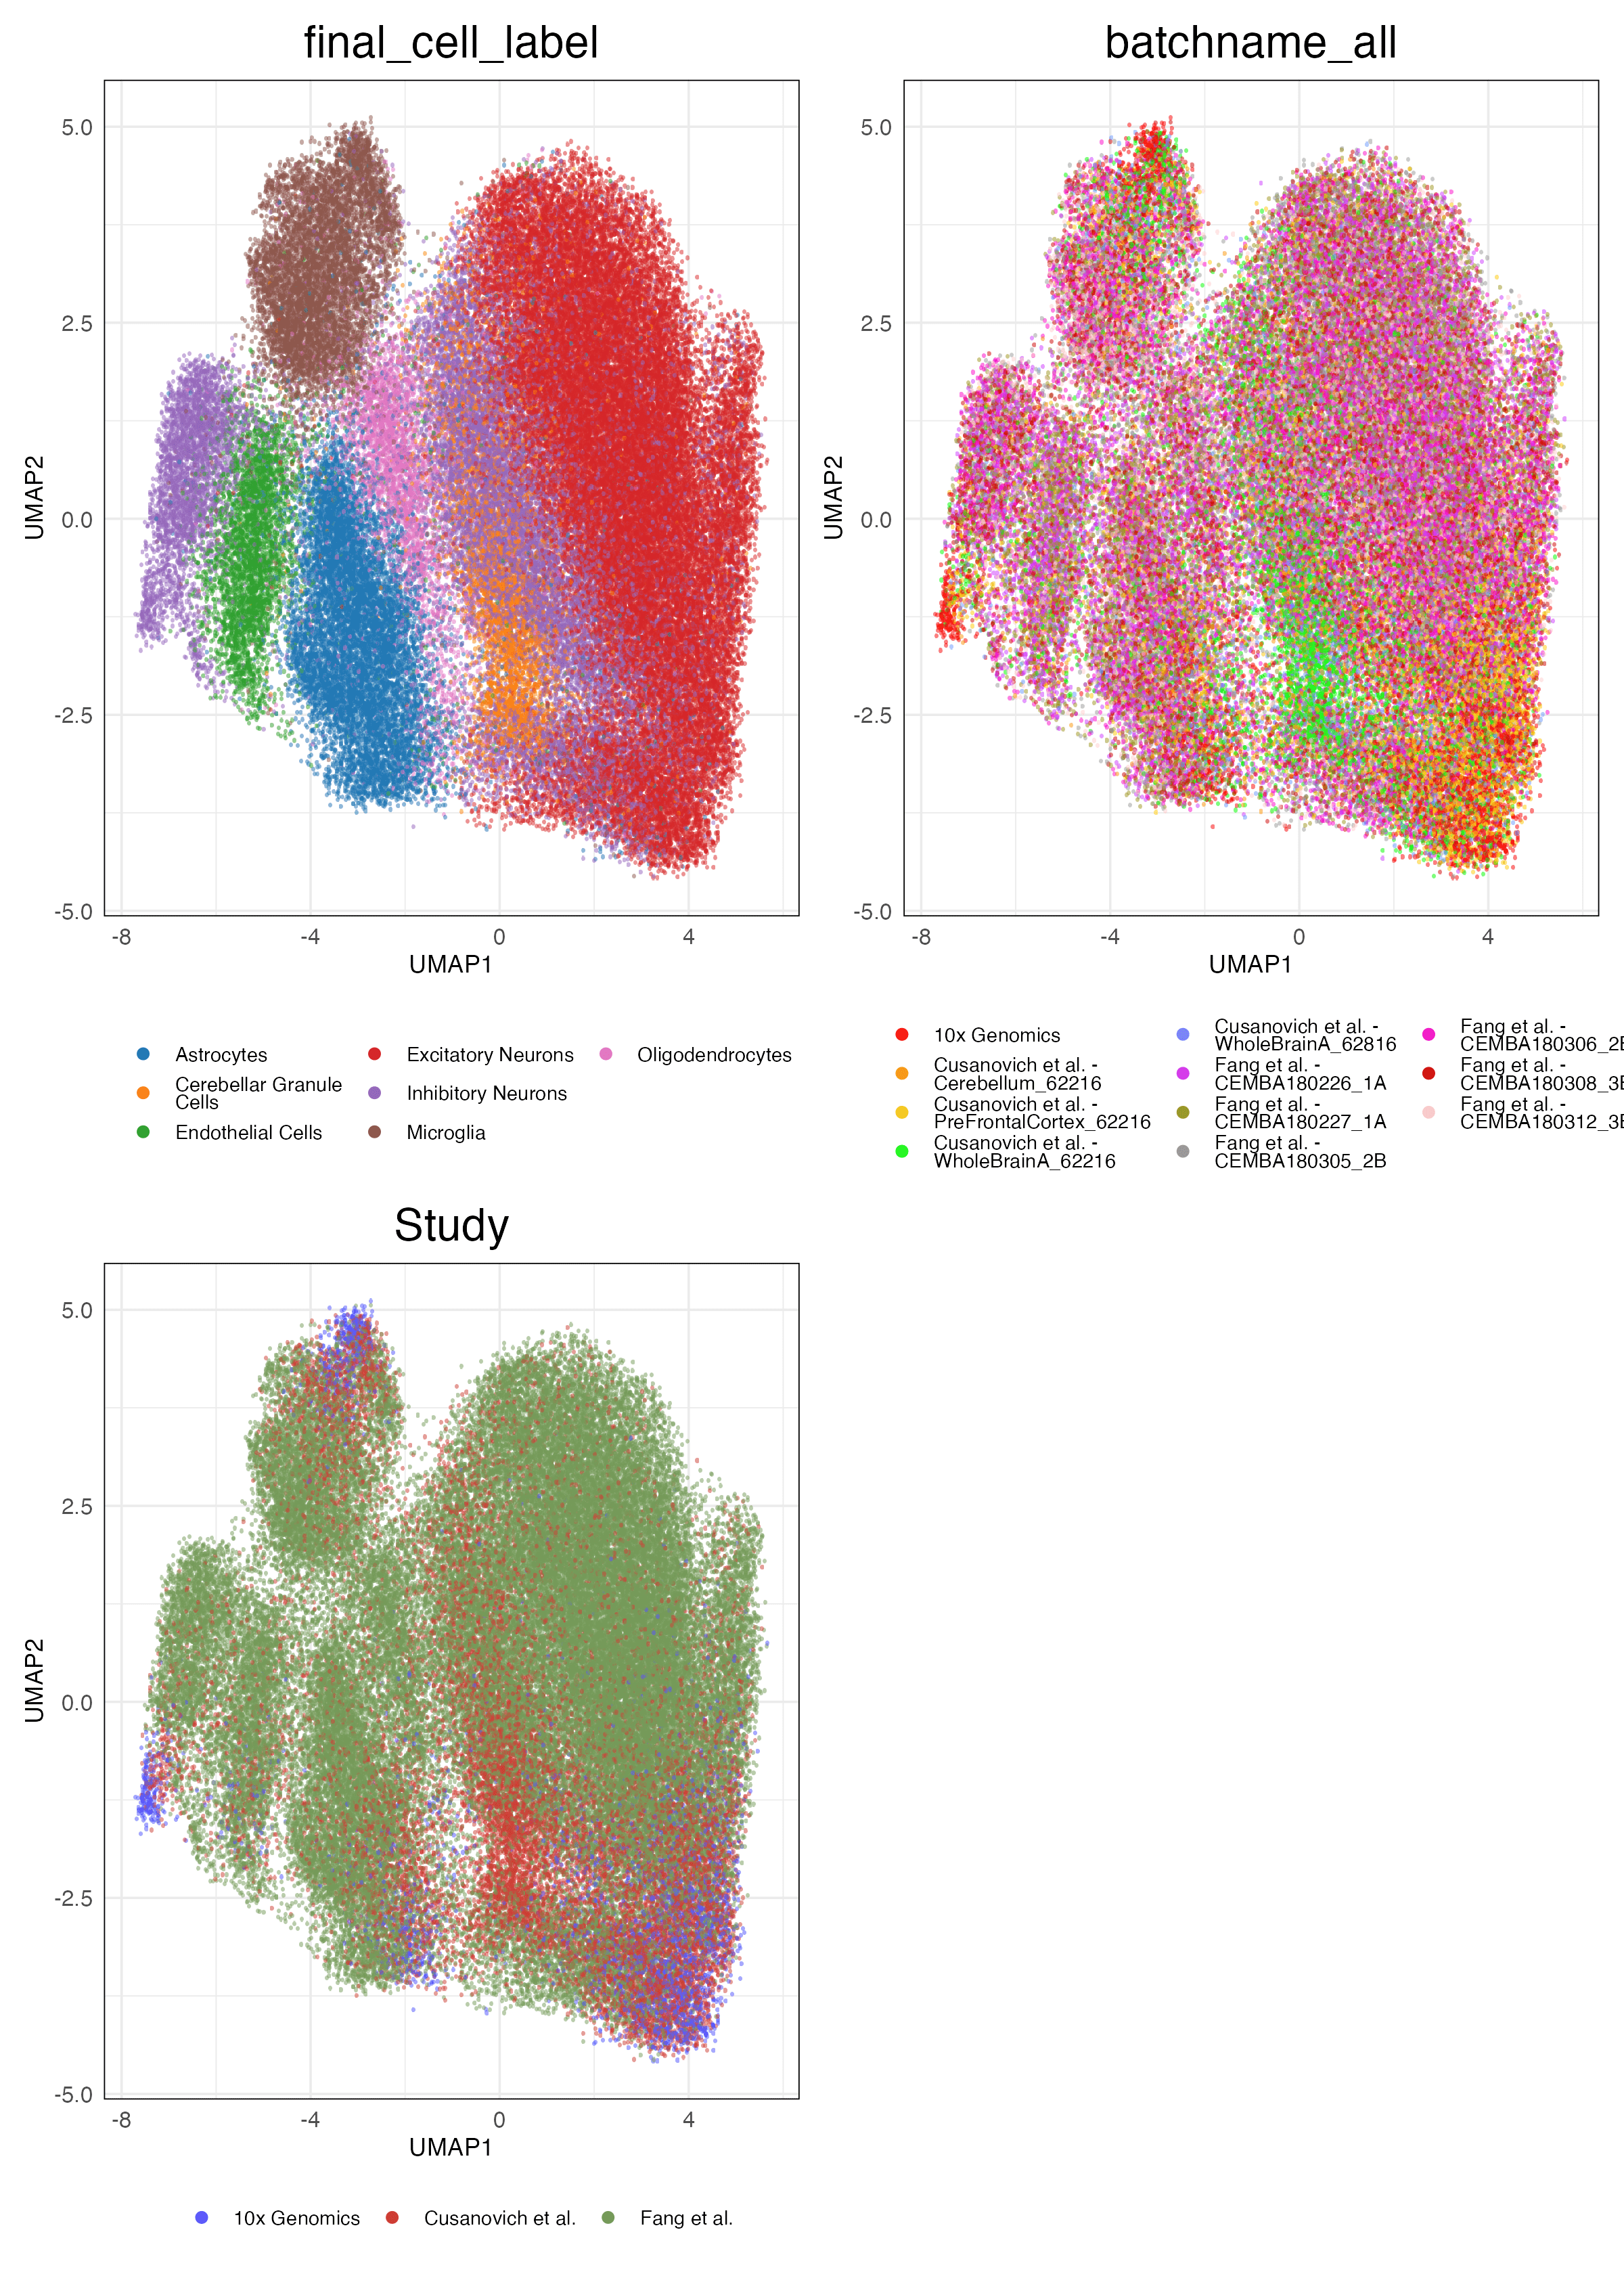 final_cell_label
batchname_all
5.0
2.5
0.0
-2.5
-5.0
UMAP2
-8
-4
0
4
UMAP1
5.0
2.5
0.0
-2.5
-5.0
UMAP2
-8
-4
0
4
UMAP1
Astrocytes
Cerebellar Granule
Cells
Endothelial Cells
Excitatory Neurons
Inhibitory Neurons
Microglia
Oligodendrocytes
10x Genomics
Cusanovich et al. -
Cerebellum_62216
Cusanovich et al. -
PreFrontalCortex_62216
Cusanovich et al. -
WholeBrainA_62216
Cusanovich et al. -
WholeBrainA_62816
Fang et al. -
CEMBA180226_1A
Fang et al. -
CEMBA180227_1A
Fang et al. -
CEMBA180305_2B
Fang et al. -
CEMBA180306_2
Fang et al. -
CEMBA180308_3
Fang et al. -
CEMBA180312_3
Study
5.0
2.5
0.0
-2.5
-5.0
UMAP2
-8
-4
0
4
UMAP1
10x Genomics
Cusanovich et al.
Fang et al.